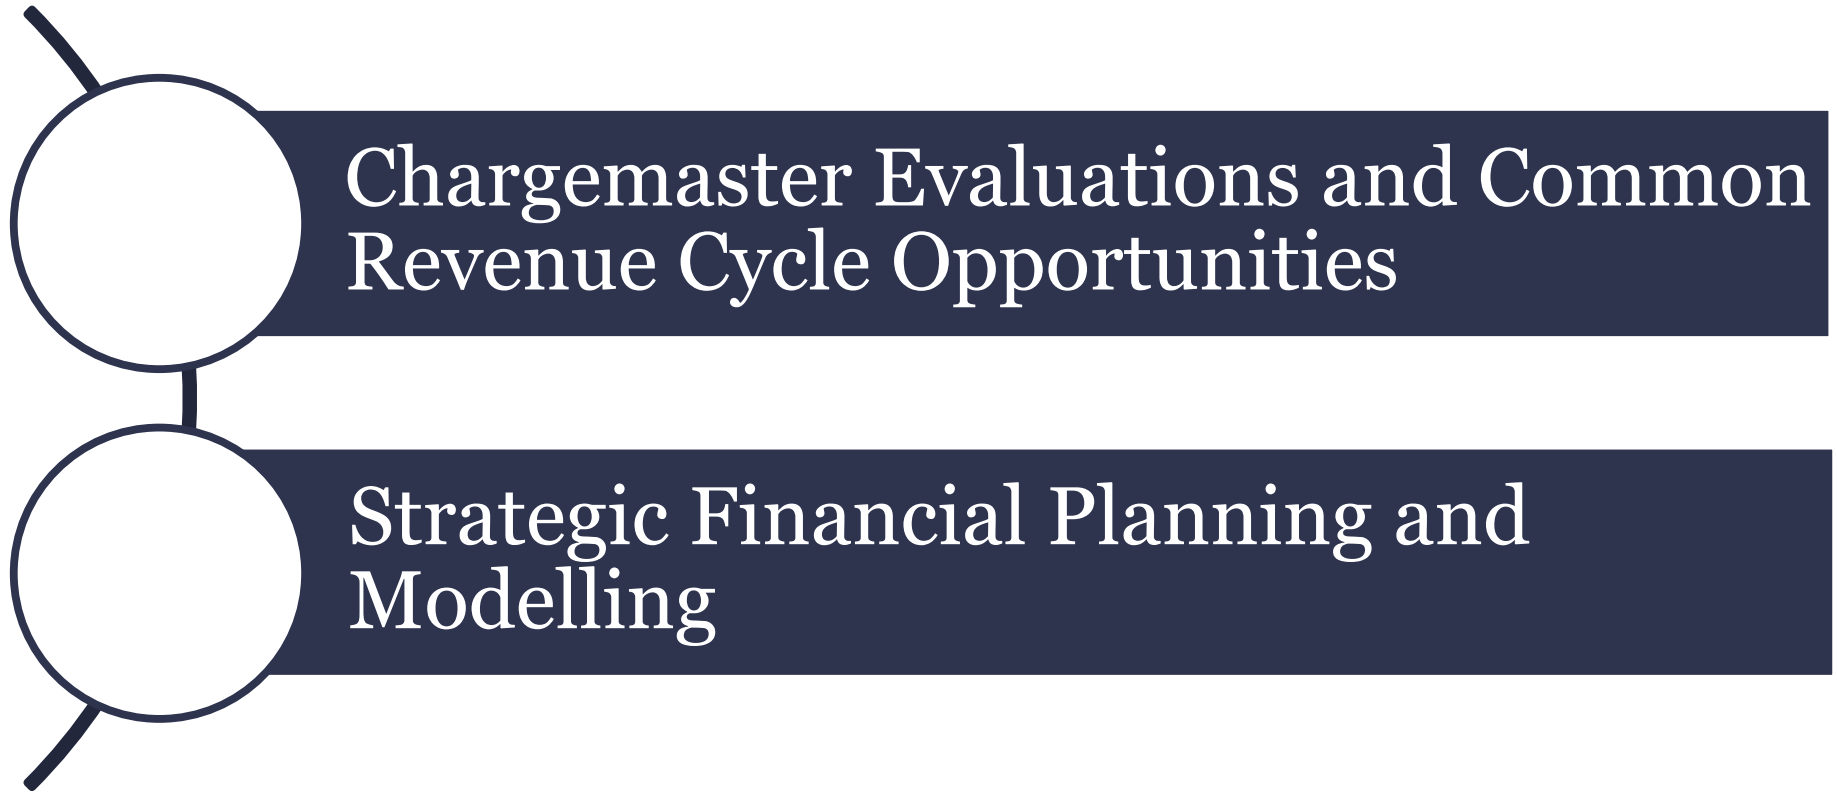 Chargemaster Evaluations and Common
Revenue Cycle Opportunities
Strategic Financial Planning and
Modelling